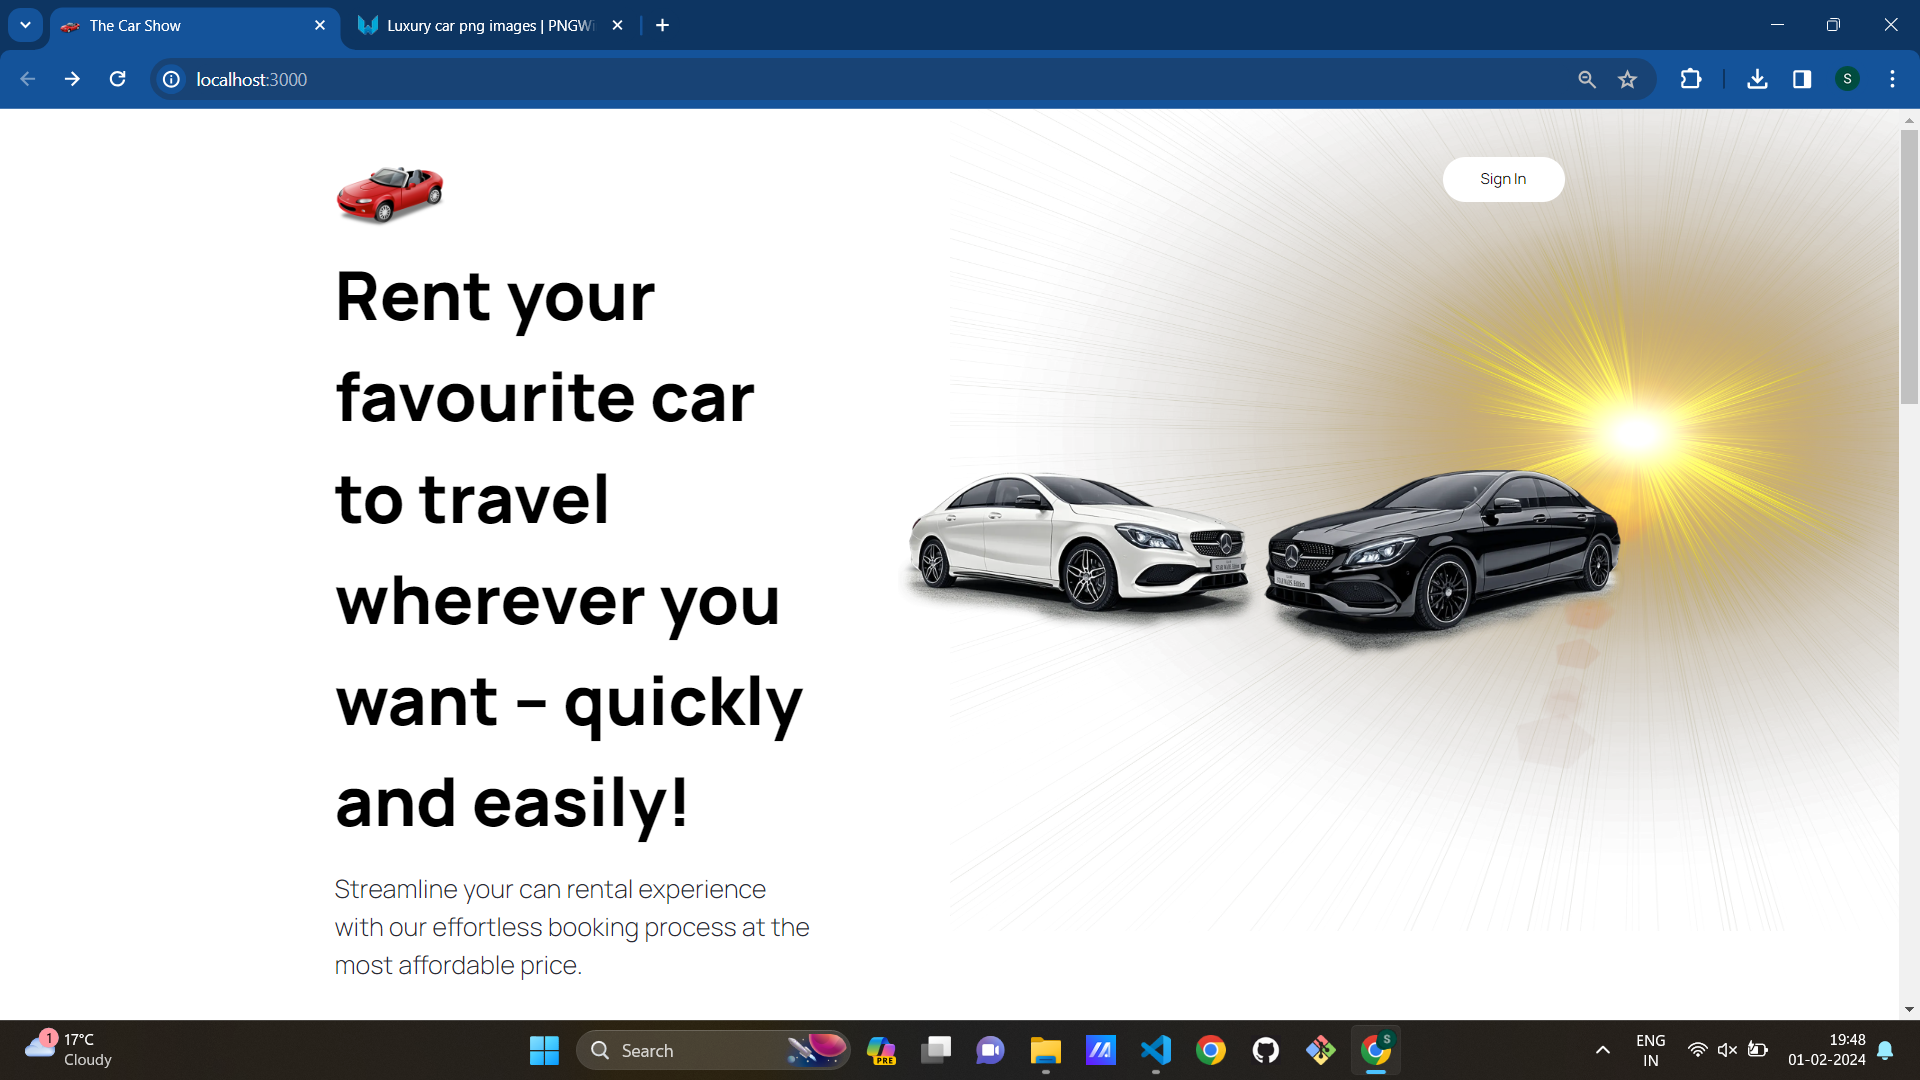 The Car Show
Luxury car png images | PNGWi
localhost:3000
S
Sign In
Rent your
favourite car
to travel
wherever you
want – quickly
and easily!
Streamline your can rental experience
with our effortless booking process at the
most affordable price.
1
17°C
Cloudy
Search
PRE
S
ENG
IN
19:48
01-02-2024